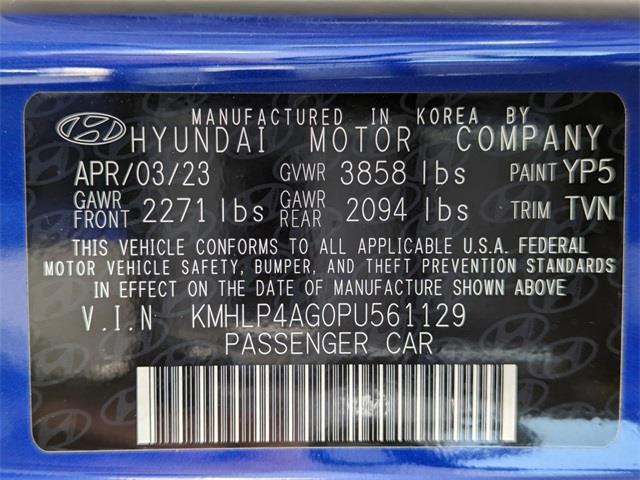 MANUFACTURED IN KOREA BY
HYUNDAI MOTOR COMPANY
APR/03/23 GVWR 3858 lbs PAINT YP5
GAWR FRONT 2271 lbs GAWR REAR 2094 lbs TRIM TVN
THIS VEHICLE CONFORMS TO ALL APPLICABLE U.S.A. FEDERAL
MOTOR VEHICLE SAFETY, BUMPER, AND THEFT PREVENTION STANDARDS
IN EFFECT ON THE DATE OF MANUFACTURE SHOWN ABOVE
V.I.N KMHLP4AG0PU561129
PASSENGER CAR